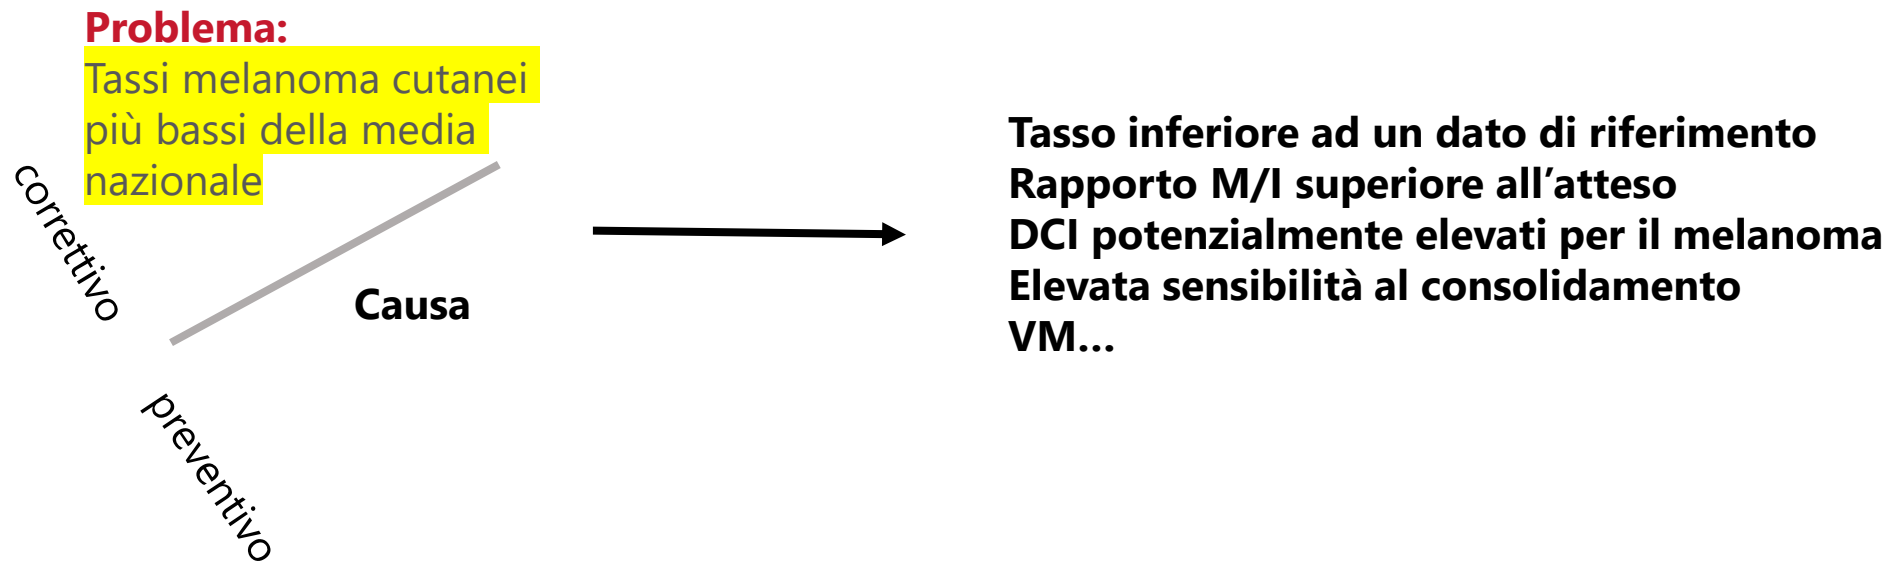 Problema:
Tassi melanoma cutanei
più bassi della media
nazionale
correttivo
Causa
preventivo
Tasso inferiore ad un dato di riferimento
Rapporto M/I superiore all’atteso
DCI potenzialmente elevati per il melanoma
Elevata sensibilità al consolidamento
VM…